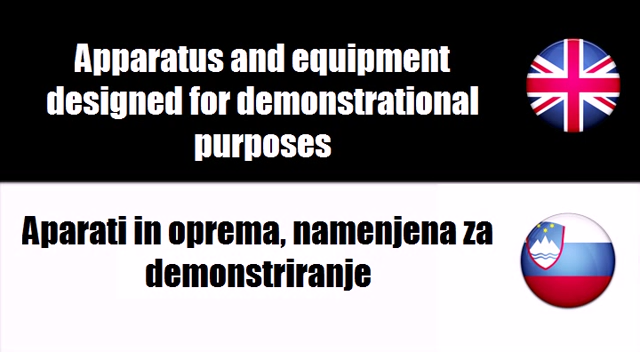 Apparatus and equipment
designed for demonstrational
purposes
Aparati in oprema, namenjena za
demonstriranje